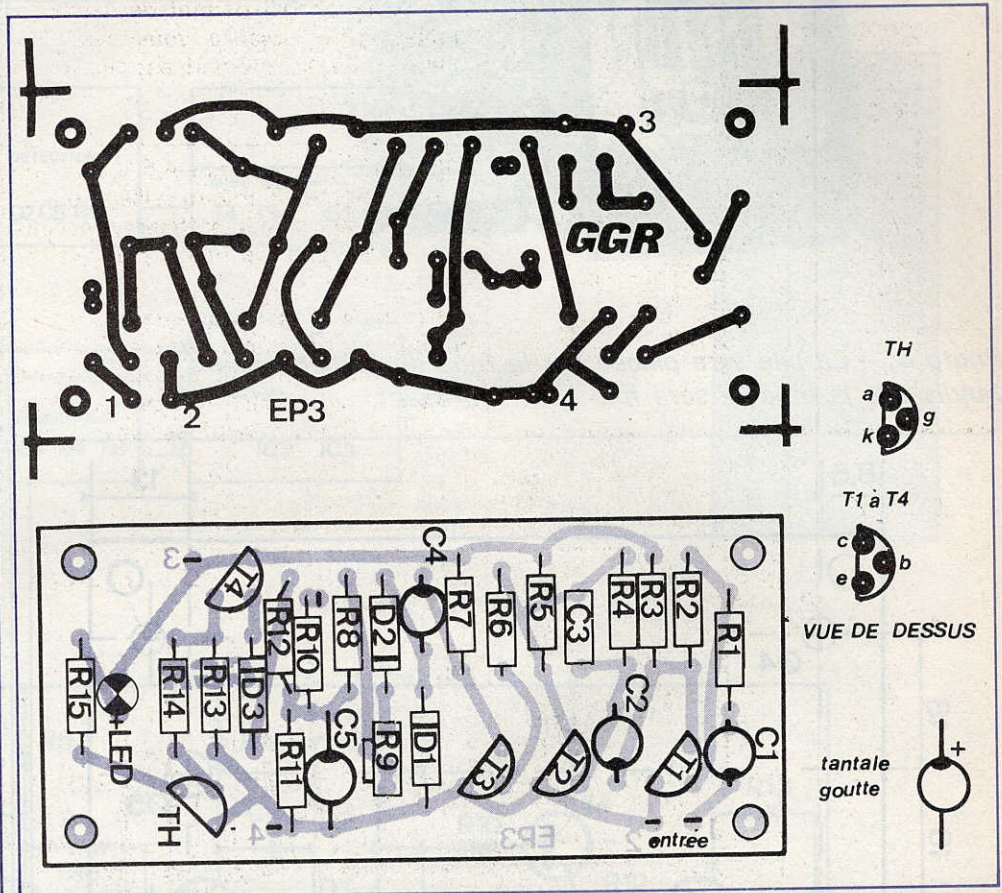 3
GGR
1
2
EP3
4
TH
a
g
k
T1 à T4
c
b
e
VUE DE DESSUS
tantale
goutte
+
C4
3
T4
R12
R10
R8
D2
R7
R6
R5
C3
R4
R3
R2
R1
R15
+LED
R14
R13
D3
R11
C5
R9
D1
T3
T2
C2
T1
C1
TH
4
EP3
2
entrée